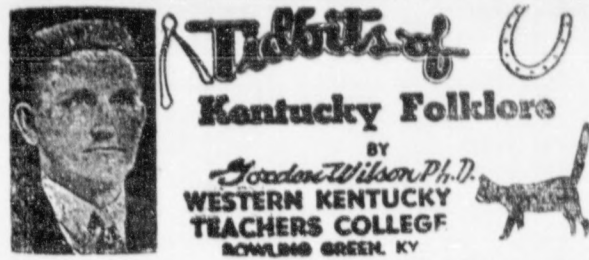 Tidbits of
Kentucky Folklore
BY
Gordon Wilson Ph.D.
WESTERN KENTUCKY
TEACHERS COLLEGE
BOWLING GREEN, KY